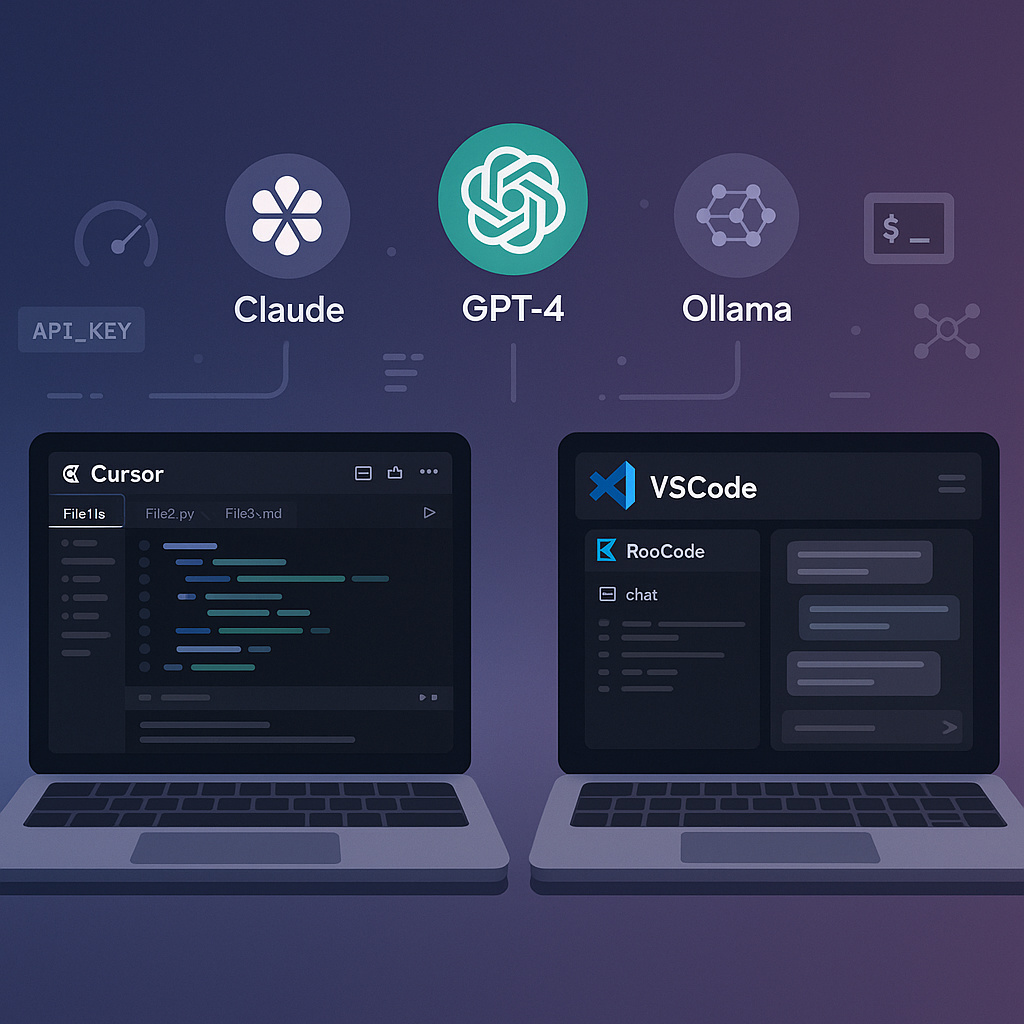 $ _
Claude
GPT-4
Ollama
API_KEY
Cursor
File1ls
File2.py
File3.md
VSCode
RooCode
chat